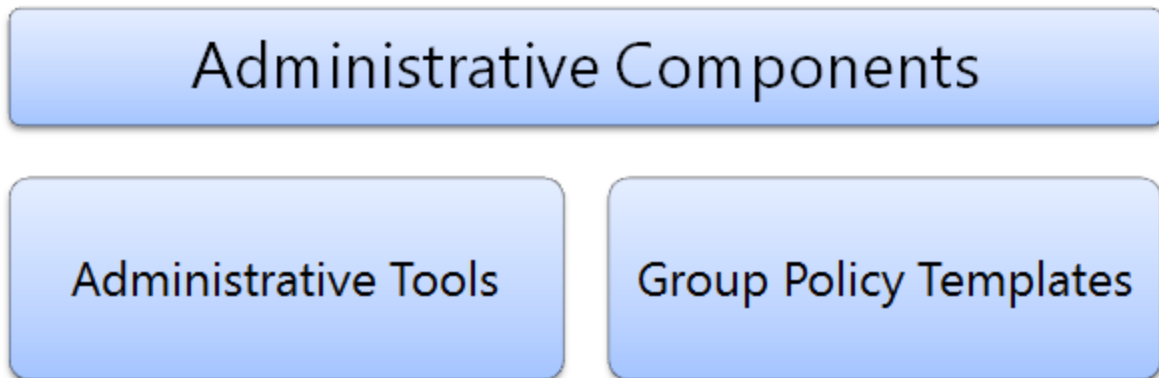 Administrative Components
Administrative Tools
Group Policy Templates